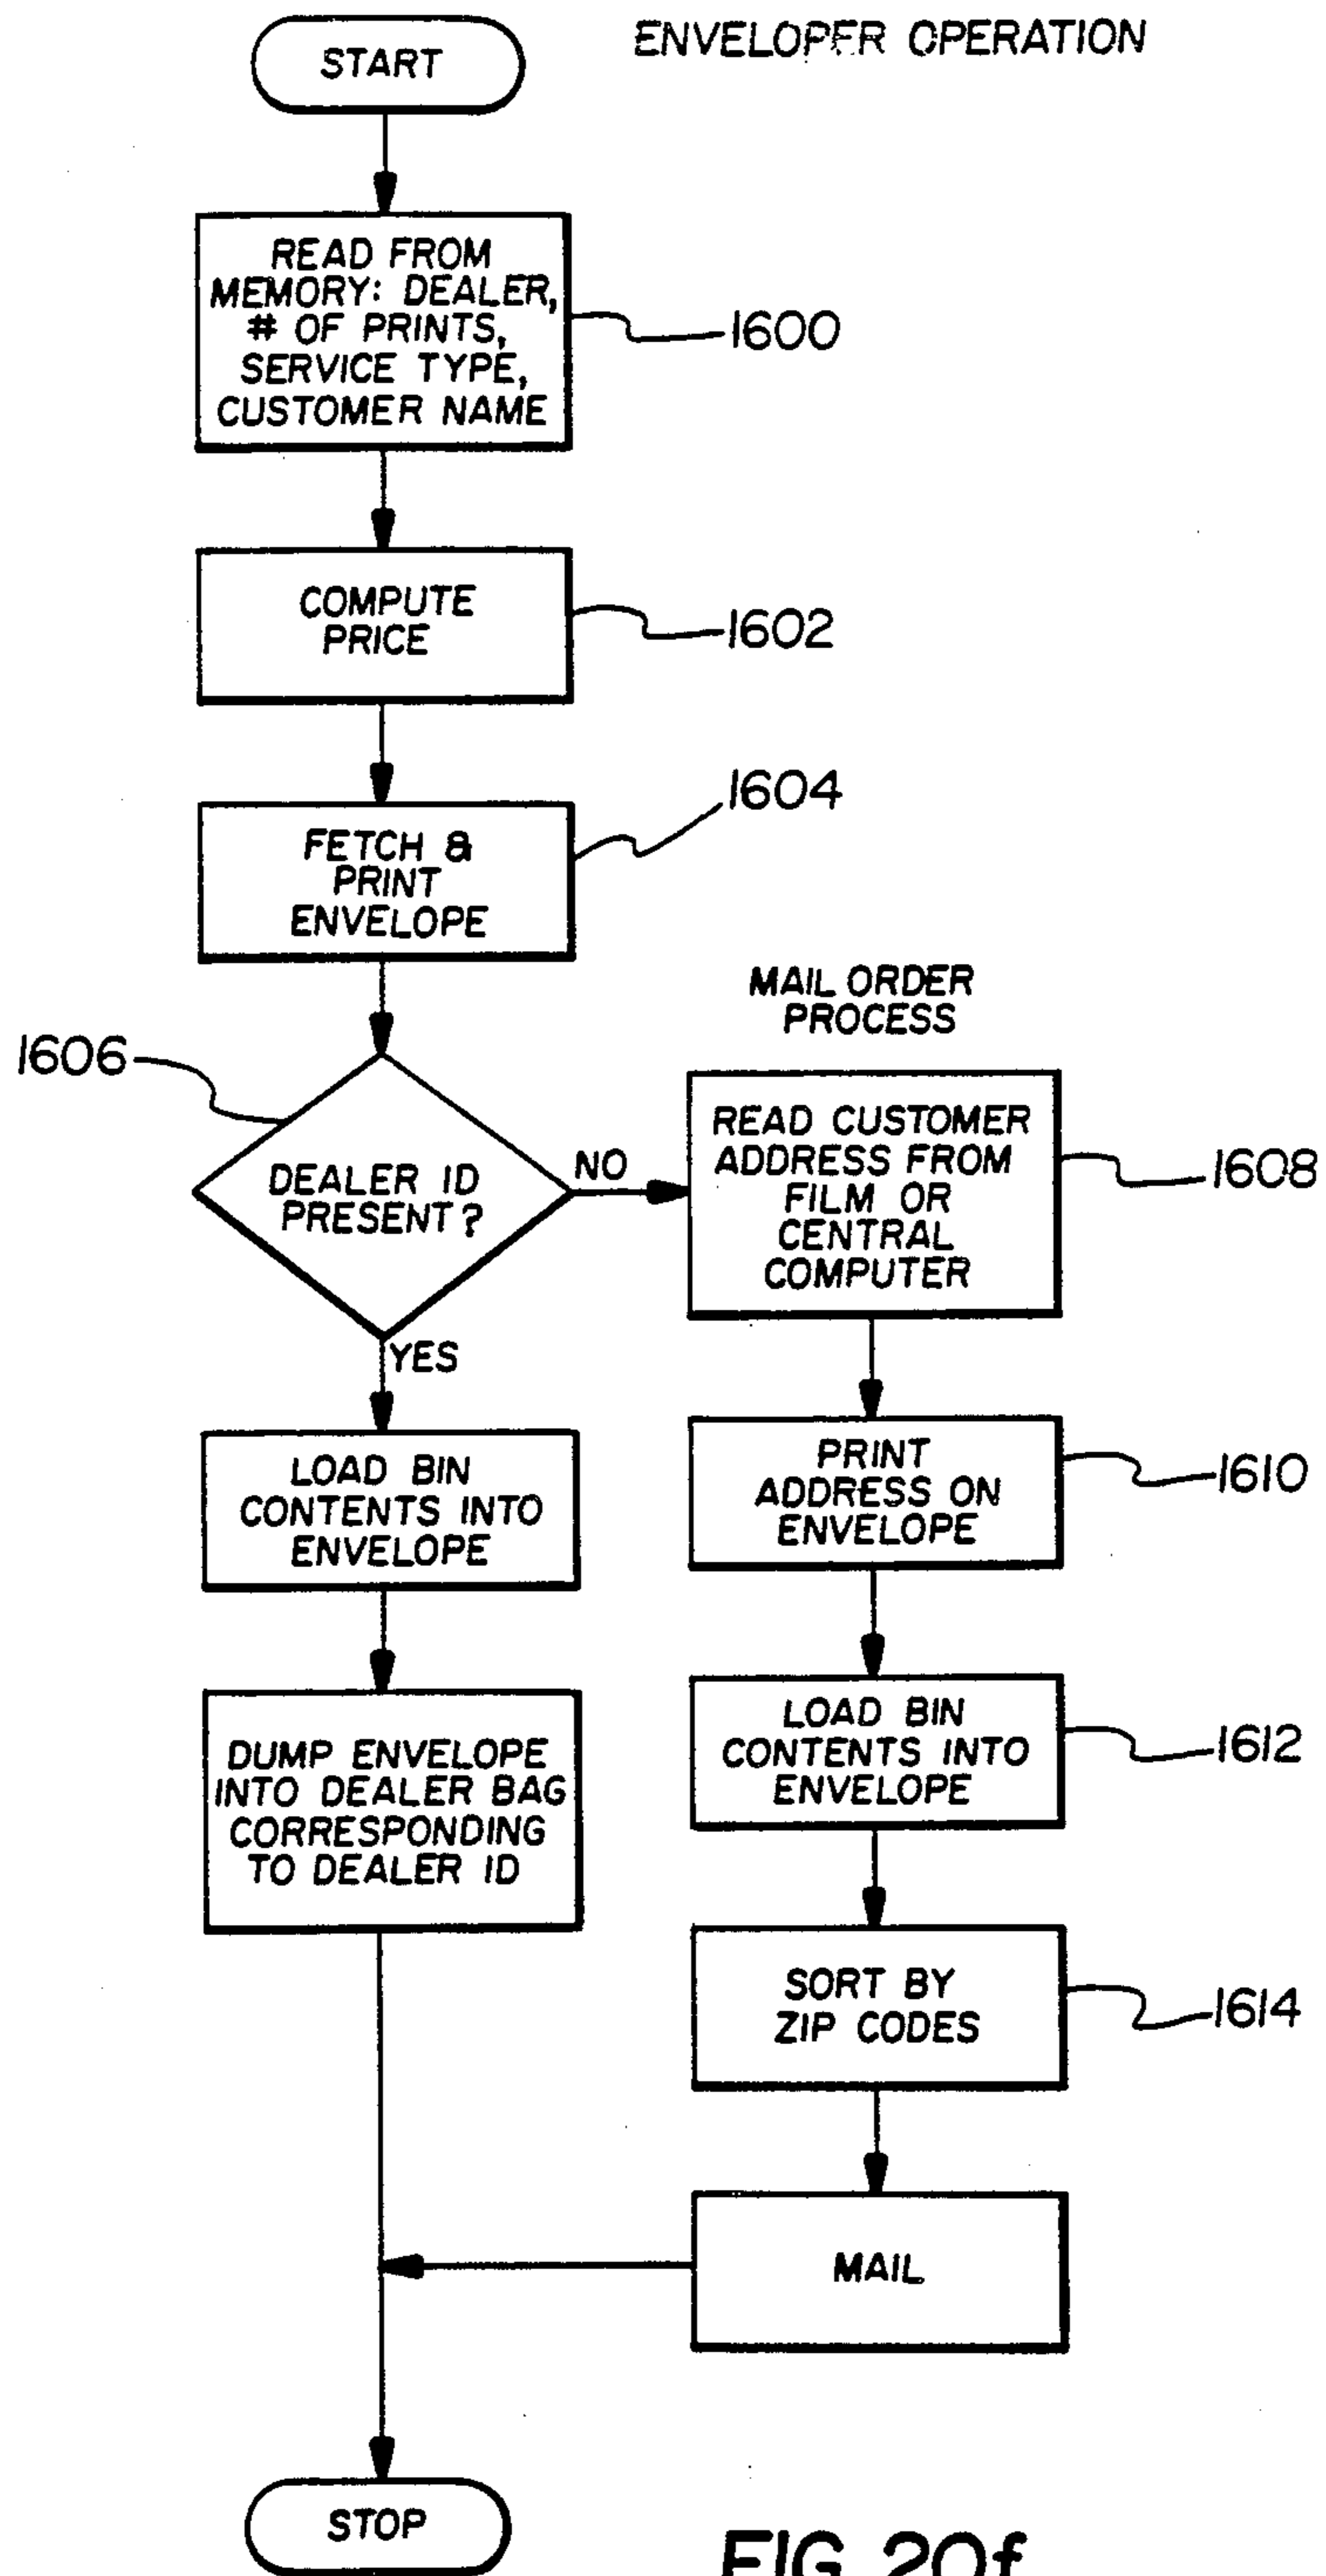 ENVELOPER OPERATION
START
READ FROM
MEMORY: DEALER,
# OF PRINTS,
SERVICE TYPE,
CUSTOMER NAME
1600
COMPUTE
PRICE
1602
FETCH &
PRINT
ENVELOPE
1604
1606
DEALER ID
PRESENT?
NO
YES
MAIL ORDER
PROCESS
READ CUSTOMER
ADDRESS FROM
FILM OR
CENTRAL
COMPUTER
1608
LOAD BIN
CONTENTS INTO
ENVELOPE
PRINT
ADDRESS ON
ENVELOPE
1610
DUMP ENVELOPE
INTO DEALER BAG
CORRESPONDING
TO DEALER ID
LOAD BIN
CONTENTS INTO
ENVELOPE
1612
SORT BY
ZIP CODES
1614
MAIL
STOP
FIG. 20f